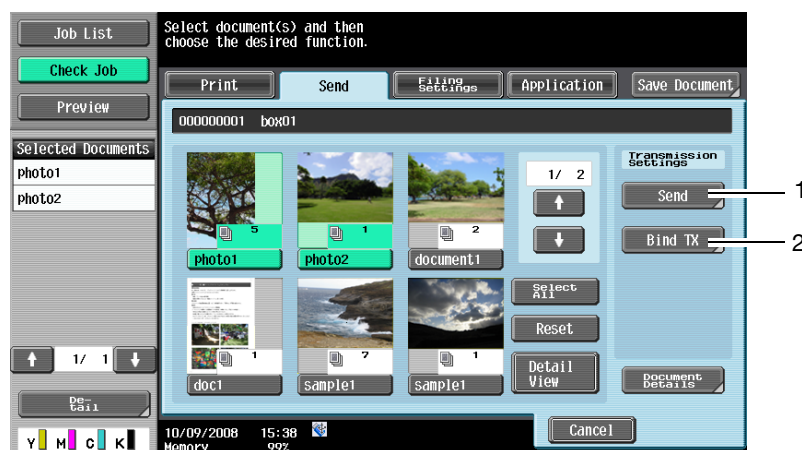 Job List
Check Job
Preview
Selected Documents
photo1
photo2
1/ 1
De-
tail
Y M C K
Select document(s) and then
choose the desired function.
Print
Send
Filing
Settings
Application
Save Document
000000001 box01
5
photo1
1
photo2
2
document1
1
doc1
7
sample1
1
sample1
1/ 2
Select
All
Reset
Detail
View
Transmission
Settings
Send
1
Bind TX
2
Document
Details
10/09/2008 15:38
Memory 99%
Cancel